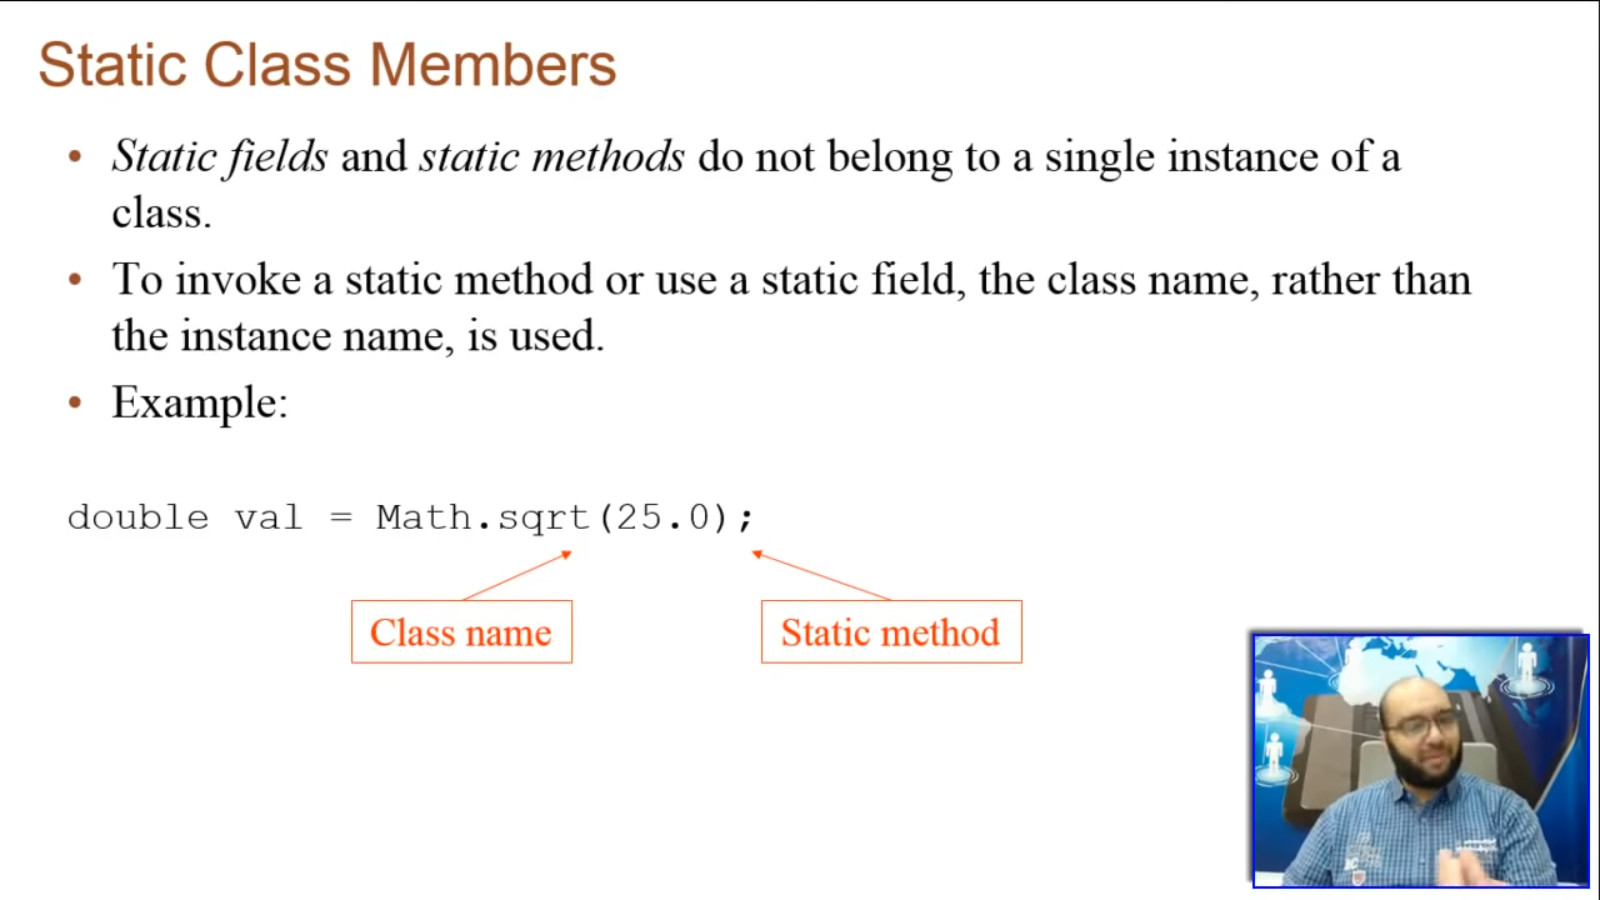 Static Class Members
• Static fields and static methods do not belong to a single instance of a
class.
• To invoke a static method or use a static field, the class name, rather than
the instance name, is used.
• Example:
double val = Math.sqrt(25.0);
Class name
Static method